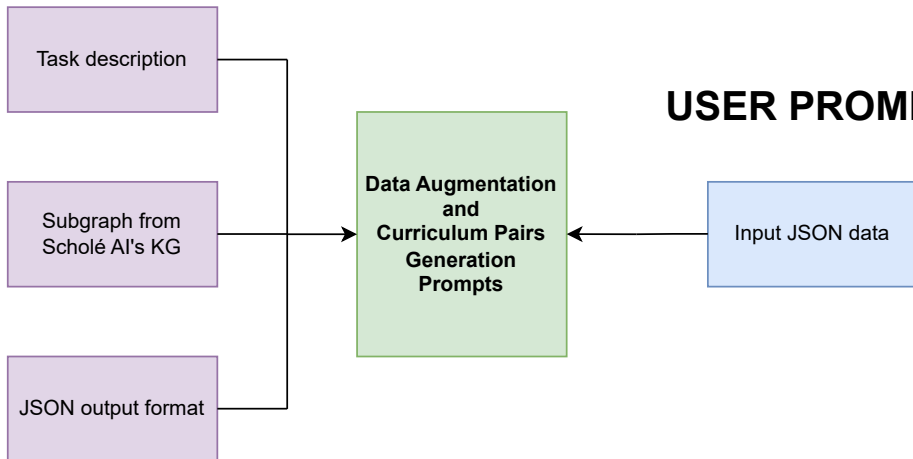 Task description
Subgraph from
Scholé AI's KG
JSON output format
Data Augmentation
and
Curriculum Pairs
Generation
Prompts
USER PROM
Input JSON data